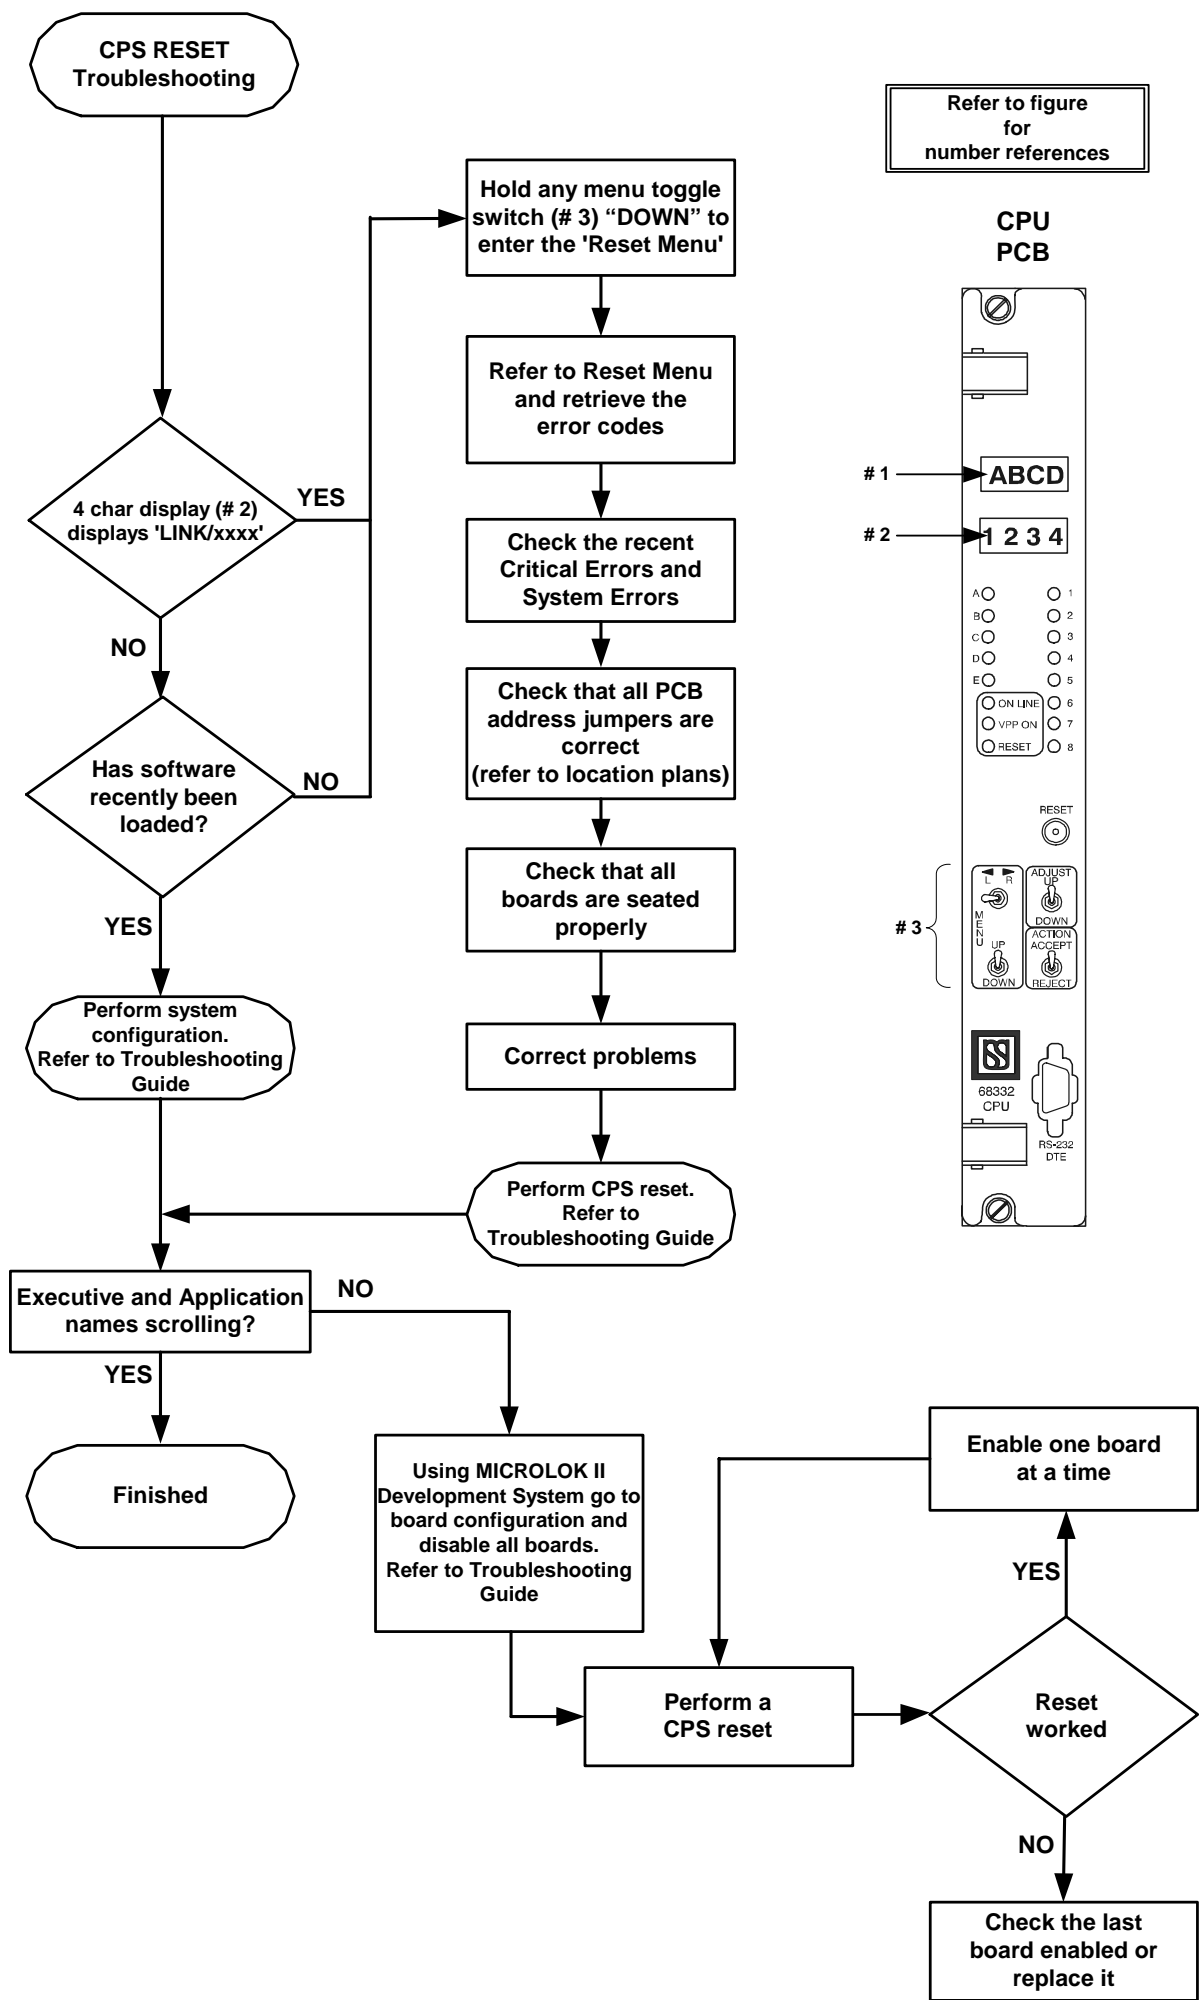 CPS RESET
Troubleshooting
4 char display (# 2)
displays 'LINK/xxxx'
YES
NO
Has software
recently been
loaded?
NO
YES
Perform system
configuration.
Refer to Troubleshooting
Guide
Hold any menu toggle
switch (# 3) “DOWN” to
enter the 'Reset Menu'
Refer to Reset Menu
and retrieve the
error codes
Check the recent
Critical Errors and
System Errors
Check that all PCB
address jumpers are
correct
(refer to location plans)
Check that all
boards are seated
properly
Correct problems
Perform CPS reset.
Refer to
Troubleshooting Guide
Executive and Application
names scrolling?
NO
YES
Finished
Using MICROLOK II
Development System go to
board configuration and
disable all boards.
Refer to Troubleshooting
Guide
Perform a
CPS reset
Reset
worked
YES
Enable one board
at a time
NO
Check the last
board enabled or
replace it
Refer to figure
for
number references
CPU
PCB
# 1
ABCD
# 2
1 2 3 4
A 1
B 2
C 3
D 4
E 5
ON LINE 6
VPP ON 7
RESET 8
RESET
# 3
L R
MENU
UP
DOWN
ADJUST
UP
DOWN
ACTION
ACCEPT
REJECT
68332
CPU
RS-232
DTE